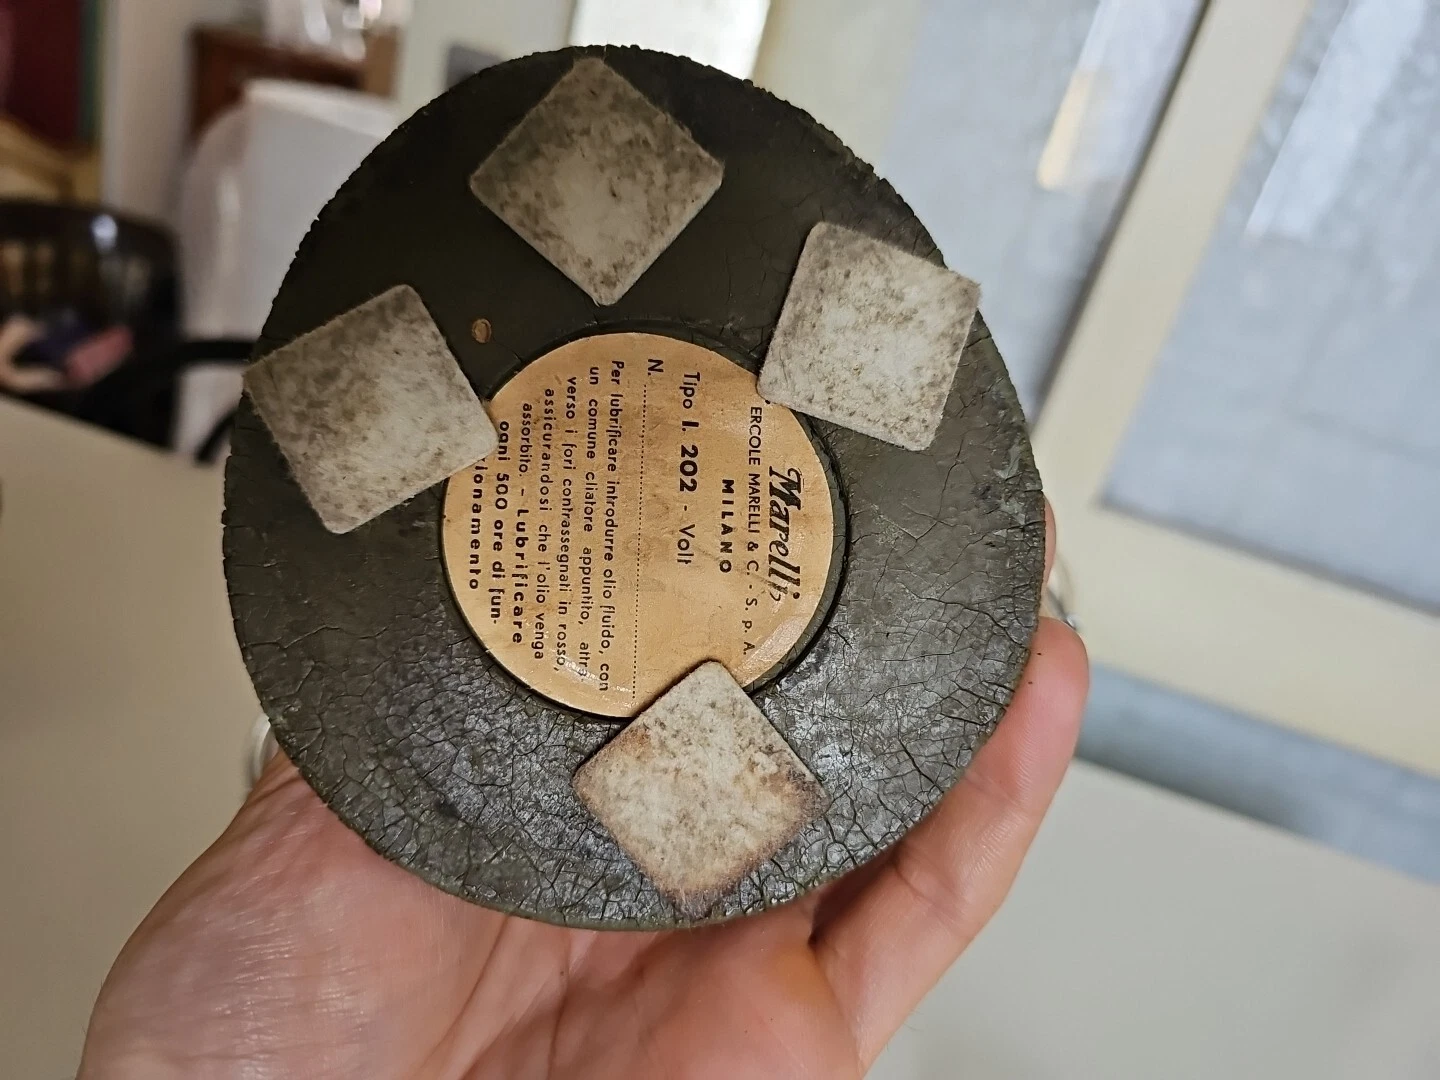 Marelli
ERCOLE MARELLI & C. - S. p. A.
MILANO
Tipo I. 202 - Volt
N.
Per lubrificare introdurre olio fluido, con
un comune oliatore appuntito, attra-
verso i fori contrassegnati in rosso,
assicurandosi che l'olio venga
assorbito. - Lubrificare
ogni 500 ore di fun-
zionamento